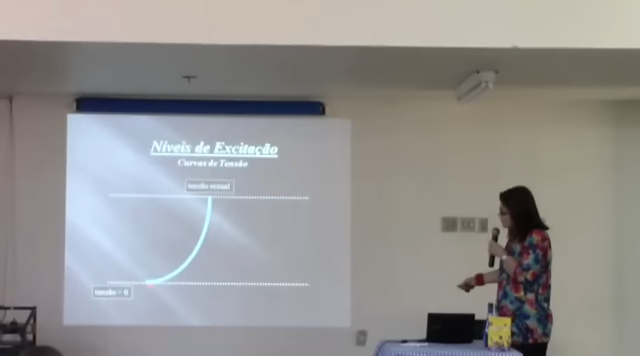 Níveis de Excitação
Curvas de Tensão
tensão sexual
tensão = 0